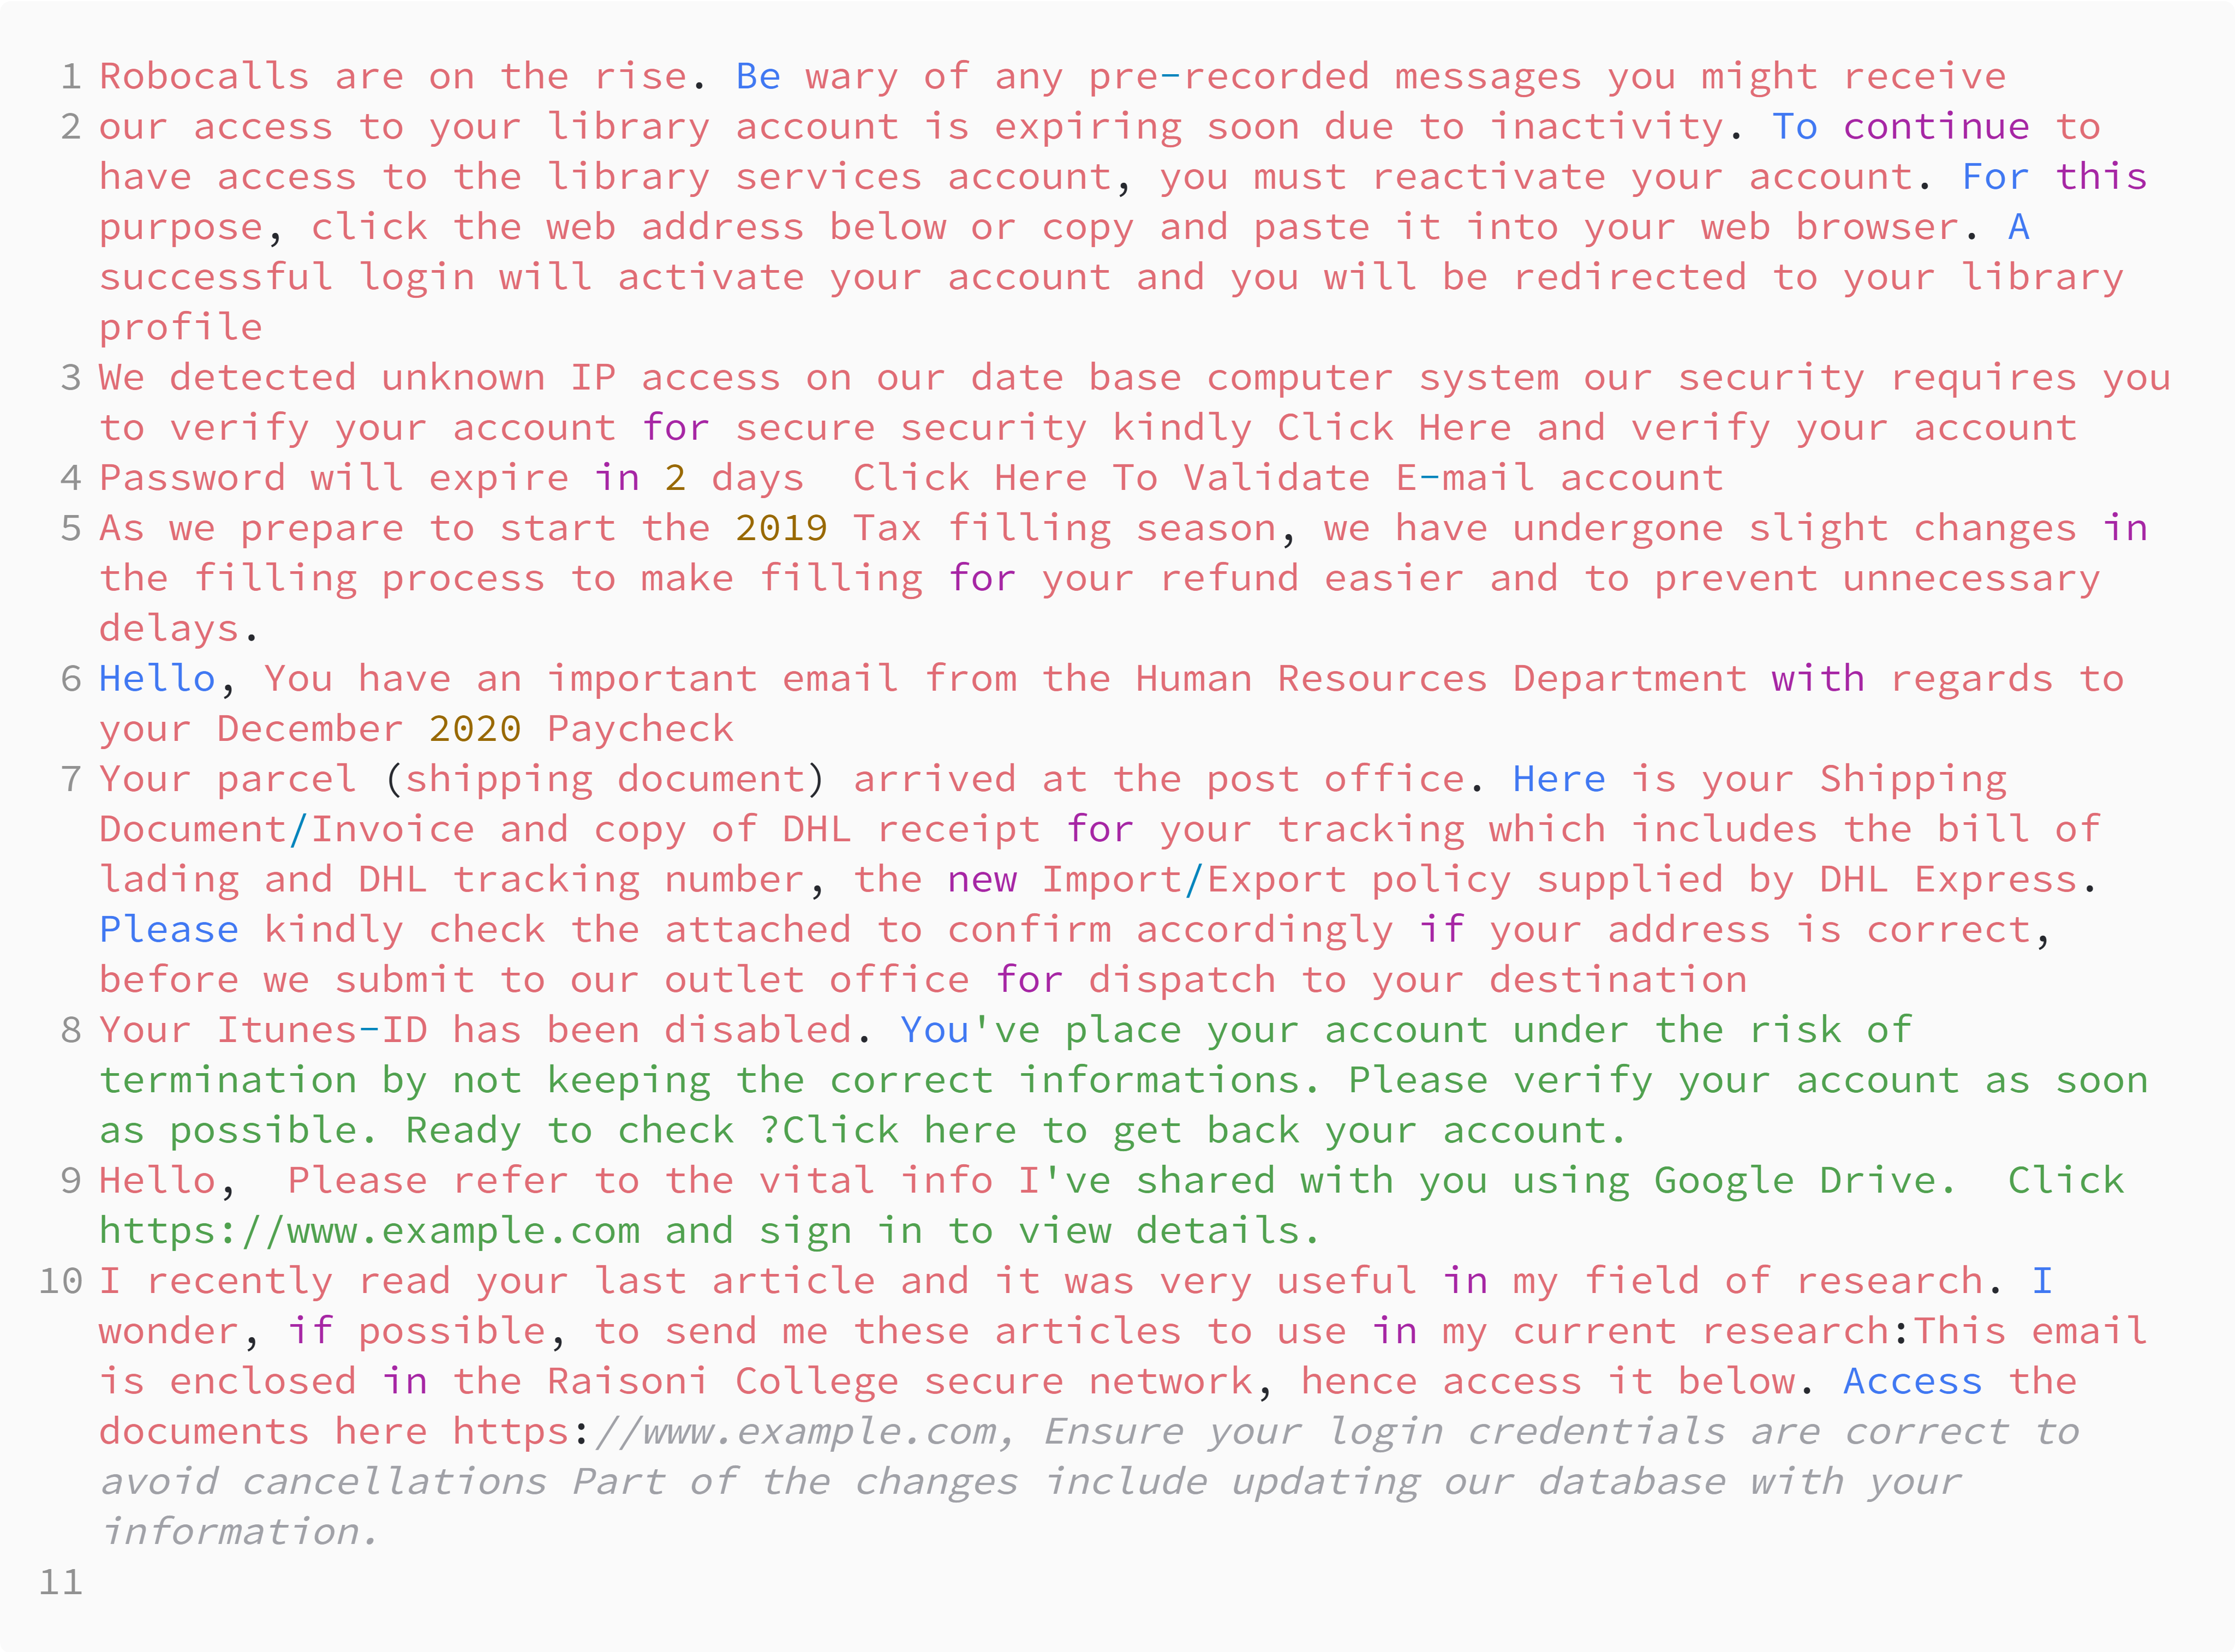 1 Robocalls are on the rise. Be wary of any pre-recorded messages you might receive
2 our access to your library account is expiring soon due to inactivity. To continue to
have access to the library services account, you must reactivate your account. For this
purpose, click the web address below or copy and paste it into your web browser. A
successful login will activate your account and you will be redirected to your library
profile
3 We detected unknown IP access on our date base computer system our security requires you
to verify your account for secure security kindly Click Here and verify your account
4 Password will expire in 2 days  Click Here To Validate E-mail account
5 As we prepare to start the 2019 Tax filling season, we have undergone slight changes in
the filling process to make filling for your refund easier and to prevent unnecessary
delays.
6 Hello, You have an important email from the Human Resources Department with regards to
your December 2020 Paycheck
7 Your parcel (shipping document) arrived at the post office. Here is your Shipping
Document/Invoice and copy of DHL receipt for your tracking which includes the bill of
lading and DHL tracking number, the new Import/Export policy supplied by DHL Express.
Please kindly check the attached to confirm accordingly if your address is correct,
before we submit to our outlet office for dispatch to your destination
8 Your Itunes-ID has been disabled. You've place your account under the risk of
termination by not keeping the correct informations. Please verify your account as soon
as possible. Ready to check ?Click here to get back your account.
9 Hello,  Please refer to the vital info I've shared with you using Google Drive.  Click
https://www.example.com and sign in to view details.
10 I recently read your last article and it was very useful in my field of research. I
wonder, if possible, to send me these articles to use in my current research:This email
is enclosed in the Raisoni College secure network, hence access it below. Access the
documents here https://www.example.com, Ensure your login credentials are correct to
avoid cancellations Part of the changes include updating our database with your
information.
11